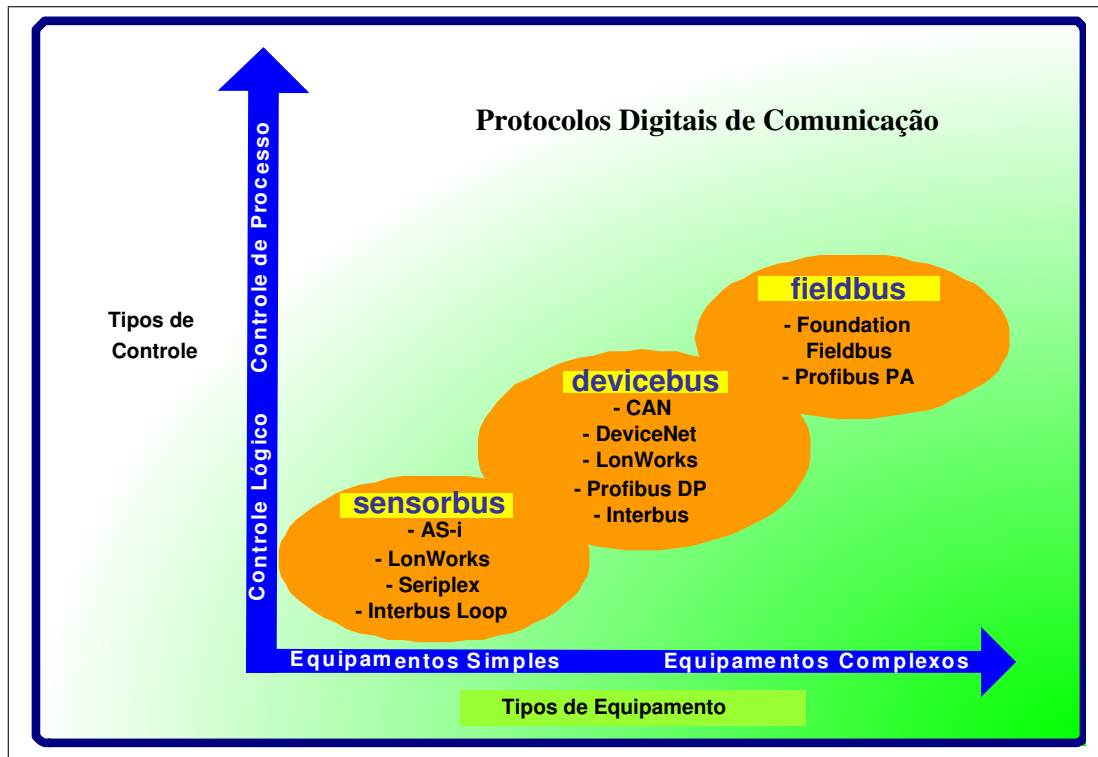 Protocolos Digitais de Comunicação
Controle de Processo
Controle Lógico
Tipos de
Controle
fieldbus
- Foundation
Fieldbus
- Profibus PA
devicebus
- CAN
- DeviceNet
- LonWorks
- Profibus DP
- Interbus
sensorbus
- AS-i
- LonWorks
- Seriplex
- Interbus Loop
Equipamentos Simples
Equipamentos Complexos
Tipos de Equipamento